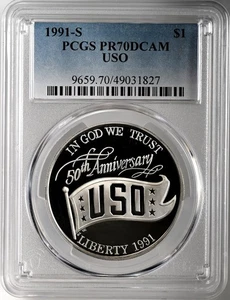 1991-S $1
PCGS PR70DCAM
USO
9659.70/49031827
IN GOD WE TRUST
50th Anniversary
USO
LIBERTY 1991